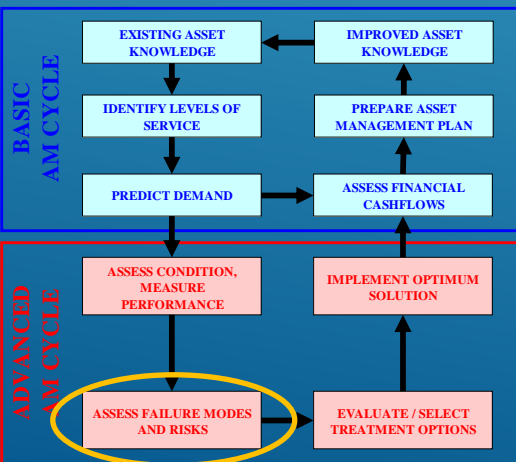 BASIC
AM CYCLE
EXISTING ASSET
KNOWLEDGE
IMPROVED ASSET
KNOWLEDGE
IDENTIFY LEVELS OF
SERVICE
PREPARE ASSET
MANAGEMENT PLAN
PREDICT DEMAND
ASSESS FINANCIAL
CASHFLOWS
ADVANCED
AM CYCLE
ASSESS CONDITION,
MEASURE
PERFORMANCE
IMPLEMENT OPTIMUM
SOLUTION
ASSESS FAILURE MODES
AND RISKS
EVALUATE / SELECT
TREATMENT OPTIONS